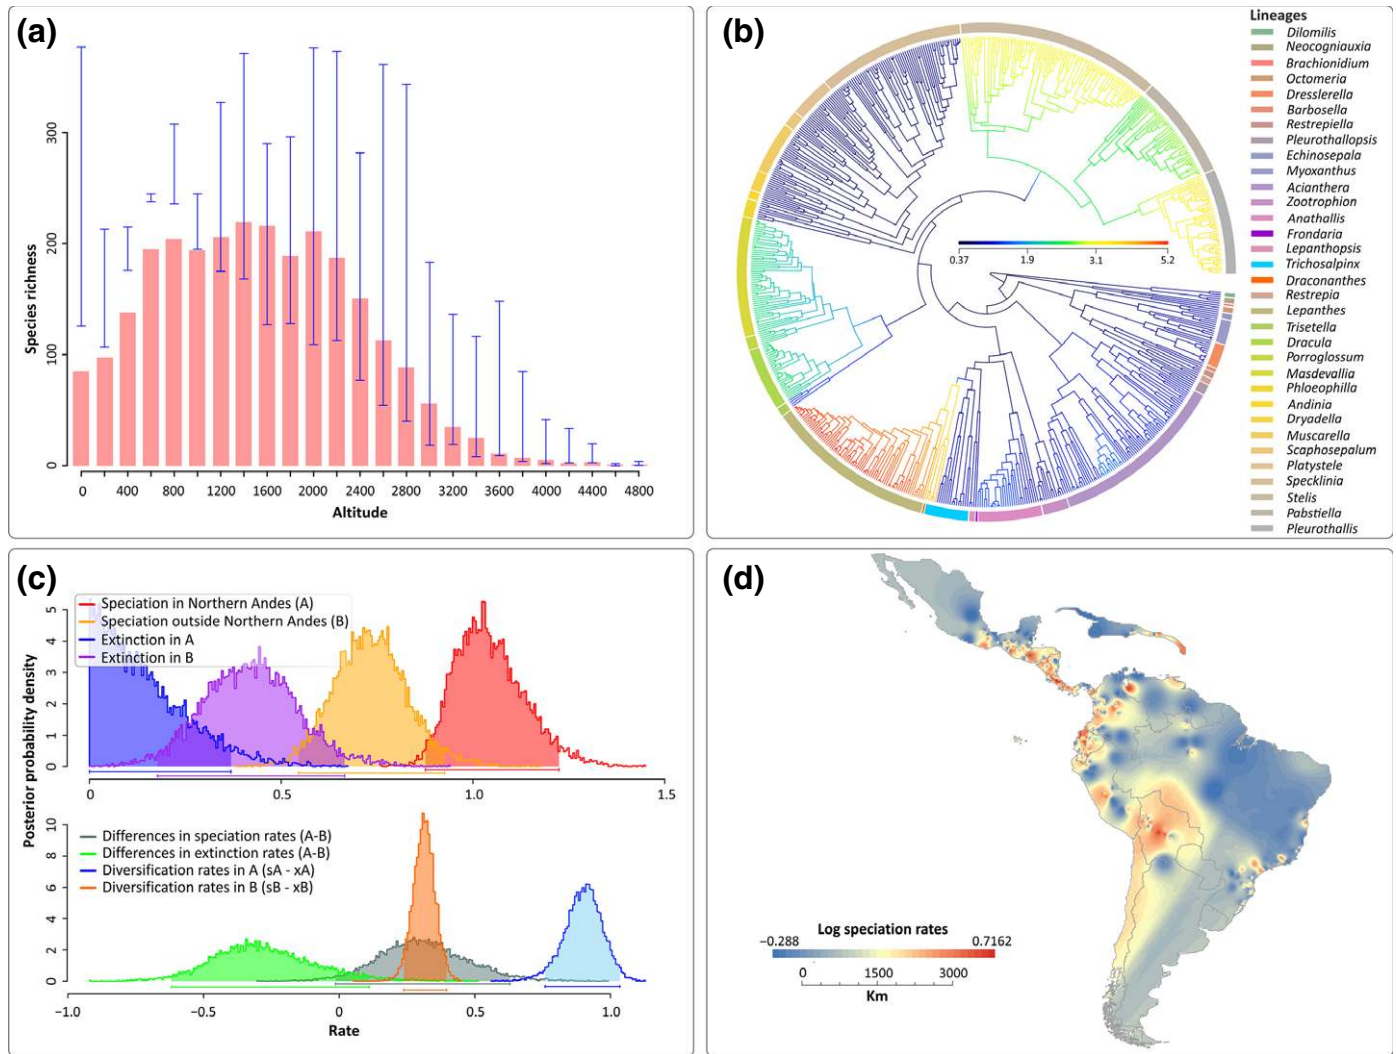 (a)
Species richness
300
200
100
0
0 400 800 1200 1600 2000 2400 2800 3200 3600 4000 4400 4800
Altitude
(b)
0.37 1.9 3.1 5.2
Lineages
Dilomilis
Neocogniauxia
Brachionidium
Octomeria
Dresslerella
Barbosella
Restrepiella
Pleurothallopsis
Echinosepala
Myoxanthus
Acianthera
Zootrophion
Anathallis
Frondaria
Lepanthopsis
Trichosalpinx
Draconanthes
Restrepia
Lepanthes
Trisetella
Dracula
Porroglossum
Masdevallia
Phloeophilla
Andinia
Dryadella
Muscarella
Scaphosepalum
Platystele
Specklinia
Stelis
Pabstiella
Pleurothallis
(c)
Posterior probability density
5
4
3
2
1
0
Speciation in Northern Andes (A)
Speciation outside Northern Andes (B)
Extinction in A
Extinction in B
0 0.5 1.0 1.5
10
8
6
4
2
0
Differences in speciation rates (A-B)
Differences in extinction rates (A-B)
Diversification rates in A (sA - xA)
Diversification rates in B (sB - xB)
−1.0 −0.5 0 0.5 1.0
Rate
(d)
Log speciation rates
−0.288 0.7162
0 1500 3000
Km